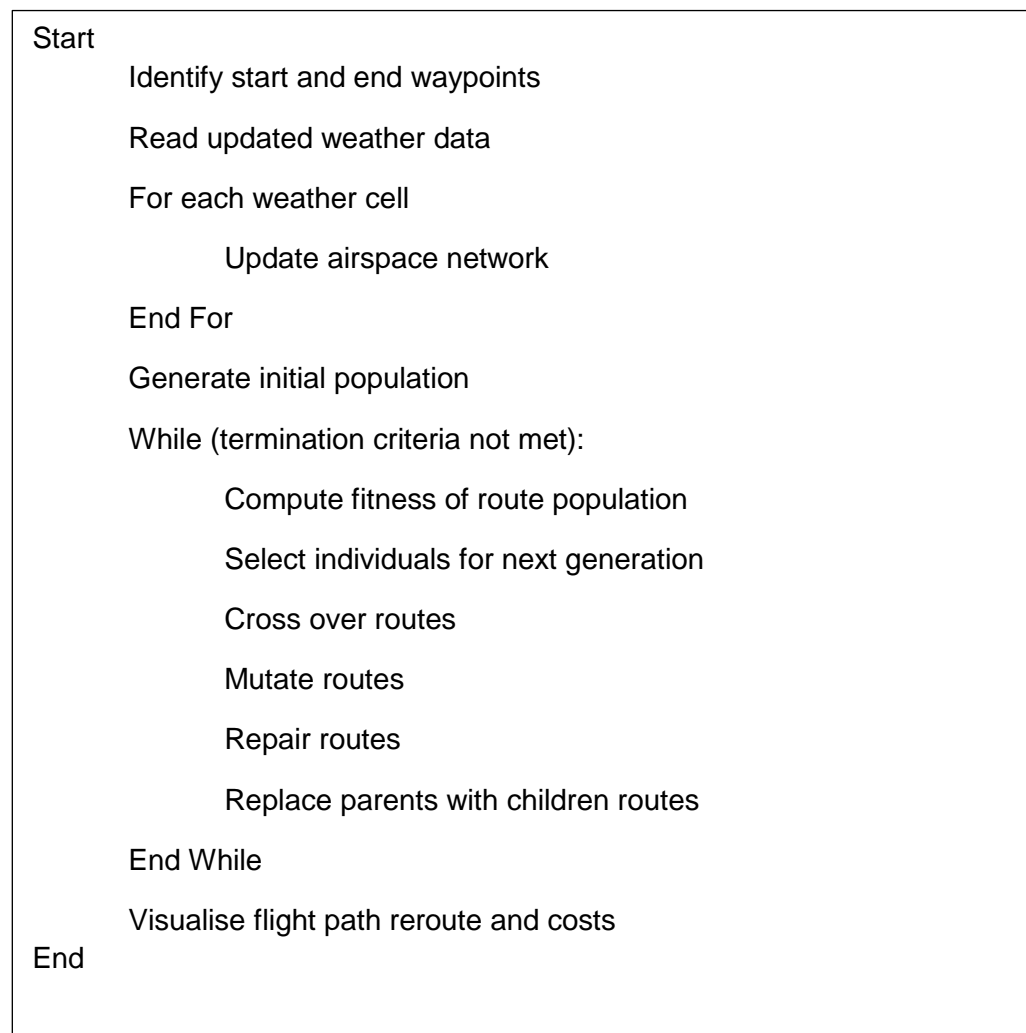 Start
Identify start and end waypoints
Read updated weather data
For each weather cell
Update airspace network
End For
Generate initial population
While (termination criteria not met):
Compute fitness of route population
Select individuals for next generation
Cross over routes
Mutate routes
Repair routes
Replace parents with children routes
End While
Visualise flight path reroute and costs
End